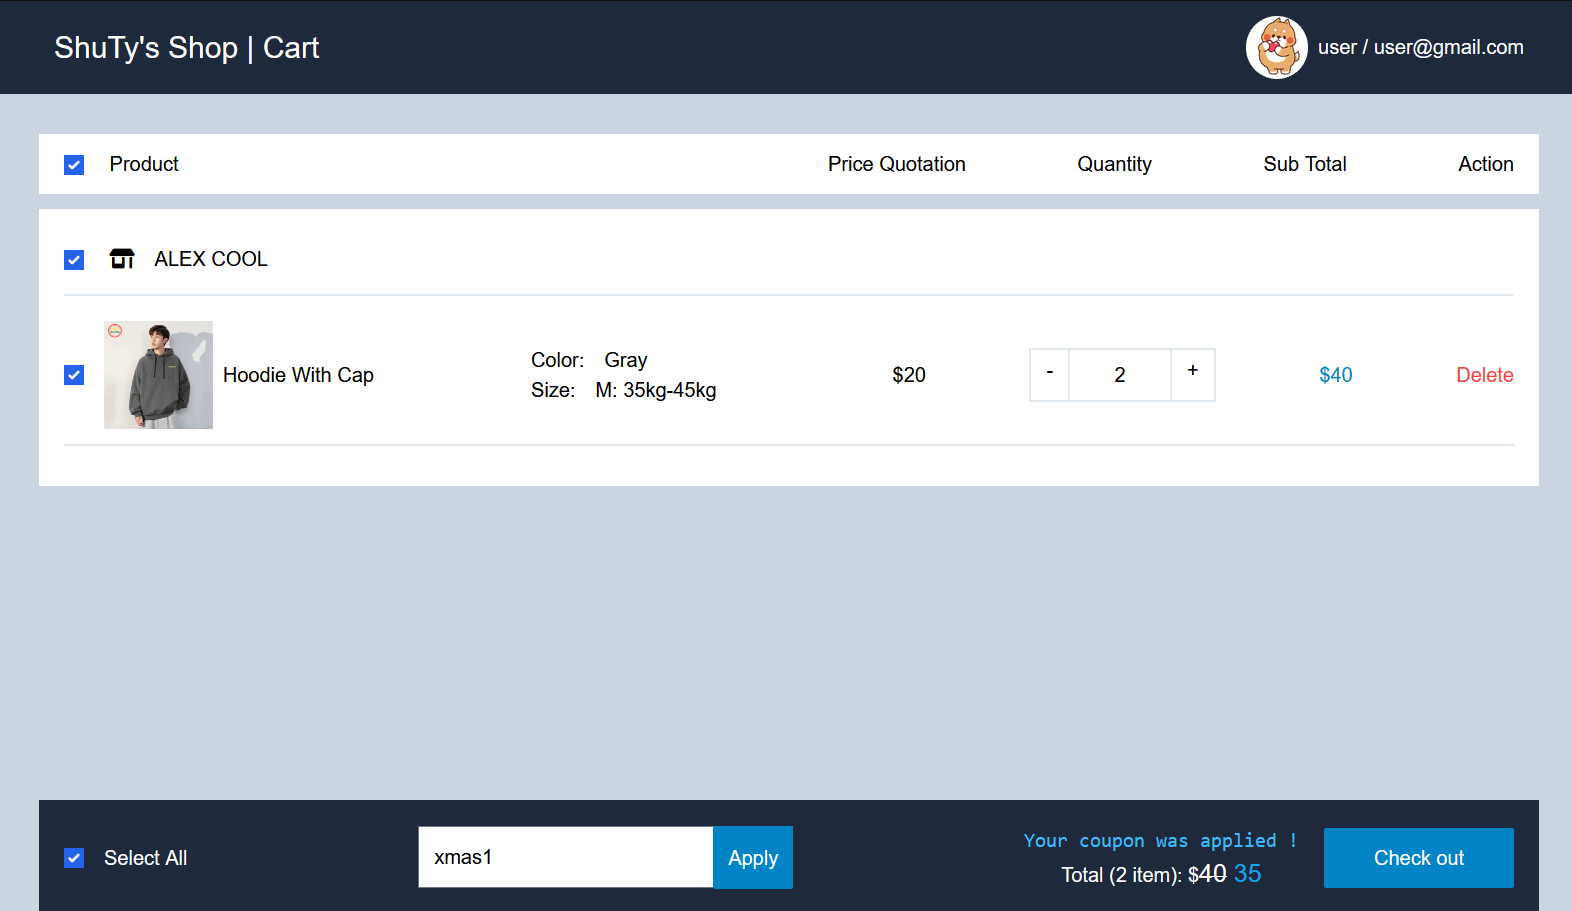 ShuTy's Shop | Cart
user / user@gmail.com
Product Price Quotation Quantity Sub Total Action
ALEX COOL
Hoodie With Cap
Color: Gray
Size: M: 35kg-45kg
$20
- 2 +
$40
Delete
Select All
xmas1
Apply
Your coupon was applied !
Total (2 item): $40 35
Check out